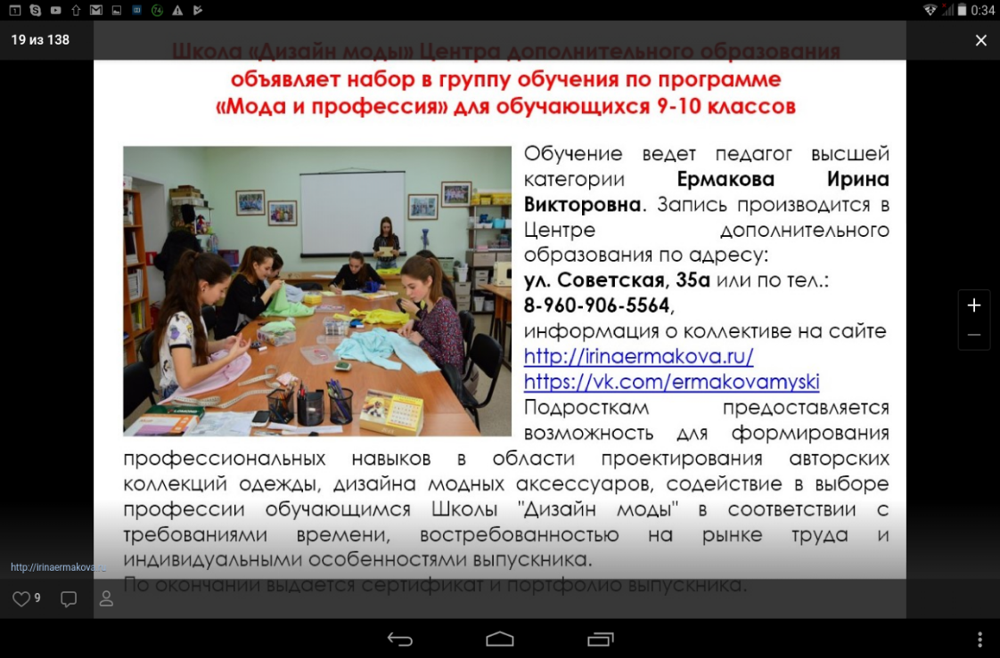 0:34
19 из 138
Школа «Дизайн моды» Центра дополнительного образования
объявляет набор в группу обучения по программе
«Мода и профессия» для обучающихся 9-10 классов
Обучение ведет педагог высшей
категории Ермакова Ирина
Викторовна. Запись производится в
Центре дополнительного
образования по адресу:
ул. Советская, 35а или по тел.:
8-960-906-5564,
информация о коллективе на сайте
http://irinaermakova.ru/
https://vk.com/ermakovamyski
Подросткам предоставляется
возможность для формирования
профессиональных навыков в области проектирования авторских
коллекций одежды, дизайна модных аксессуаров, содействие в выборе
профессии обучающимся Школы "Дизайн моды" в соответствии с
требованиями времени, востребованностью на рынке труда и
индивидуальными особенностями выпускника.
По окончании выдается сертификат и портфолио выпускника.
http://irinaermakova.ru
9